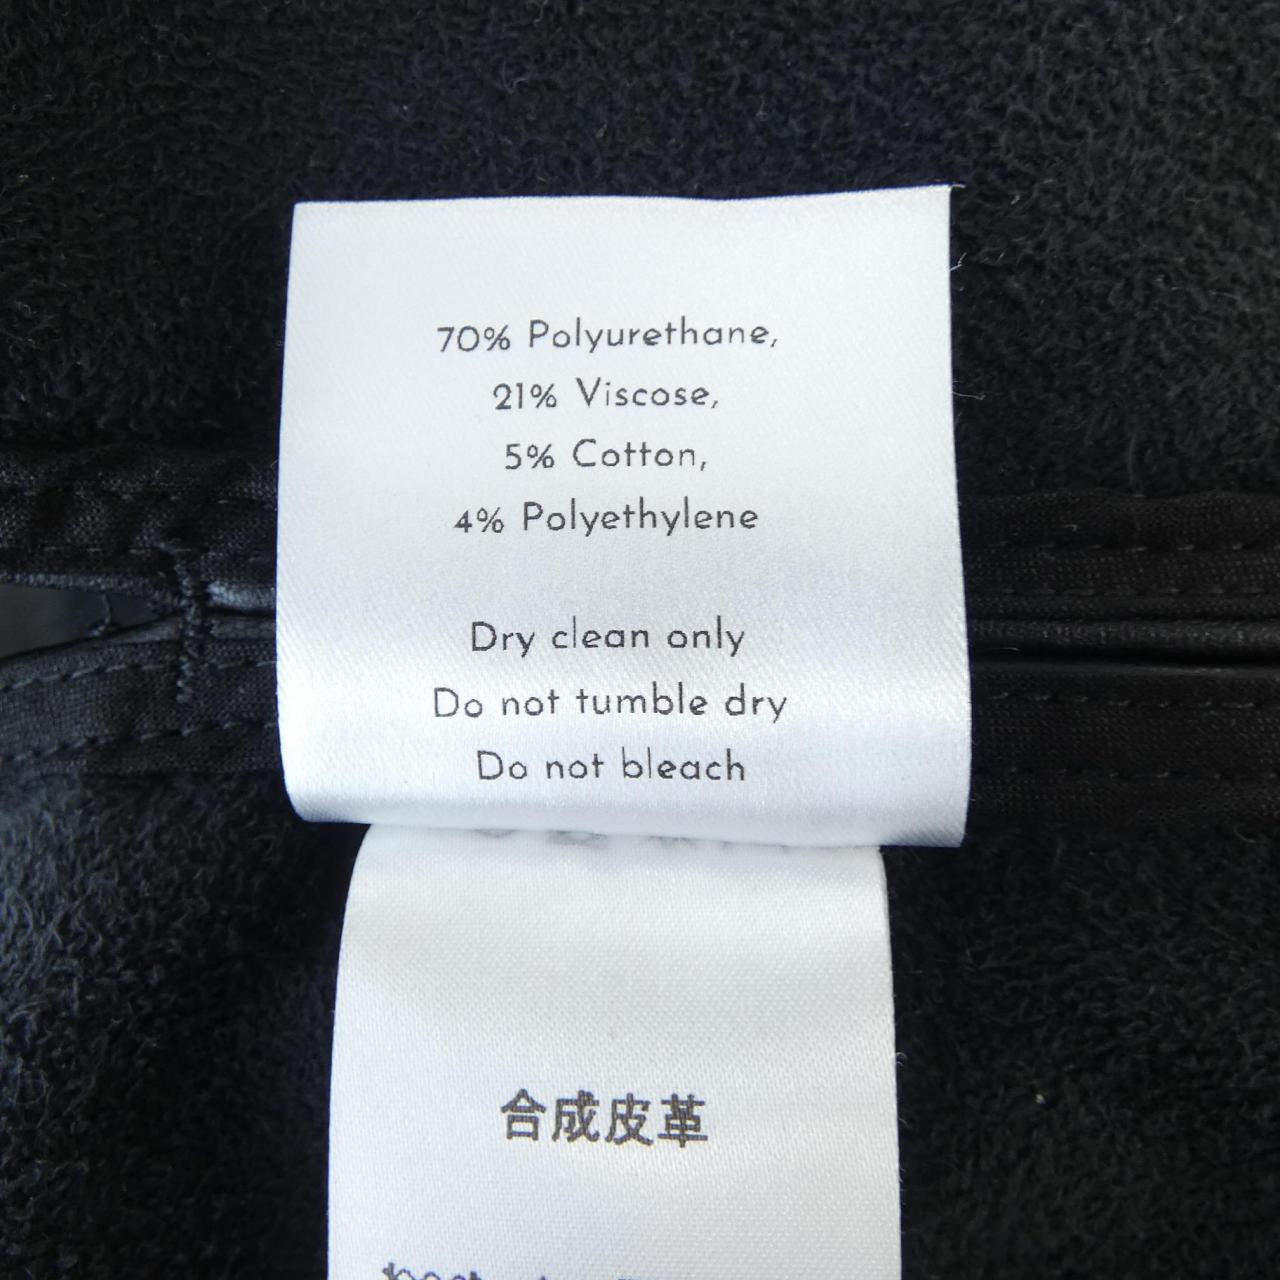 70% Polyurethane,
21% Viscose,
5% Cotton,
4% Polyethylene
Dry clean only
Do not tumble dry
Do not bleach
合成皮革